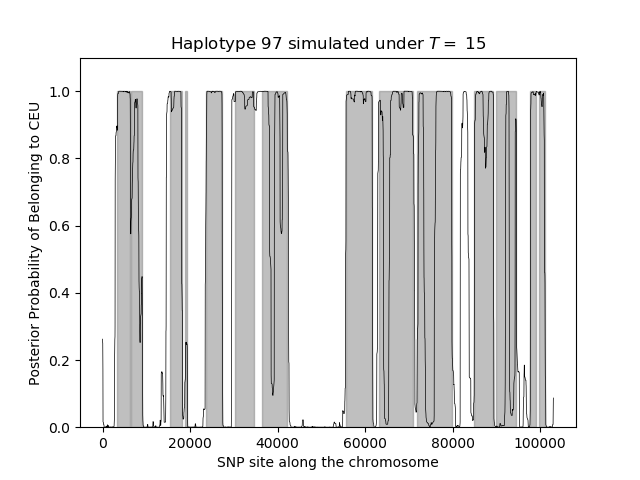 Haplotype 97 simulated under T = 15
Posterior Probability of Belonging to CEU
1.0
0.8
0.6
0.4
0.2
0.0
0 20000 40000 60000 80000 100000
SNP site along the chromosome